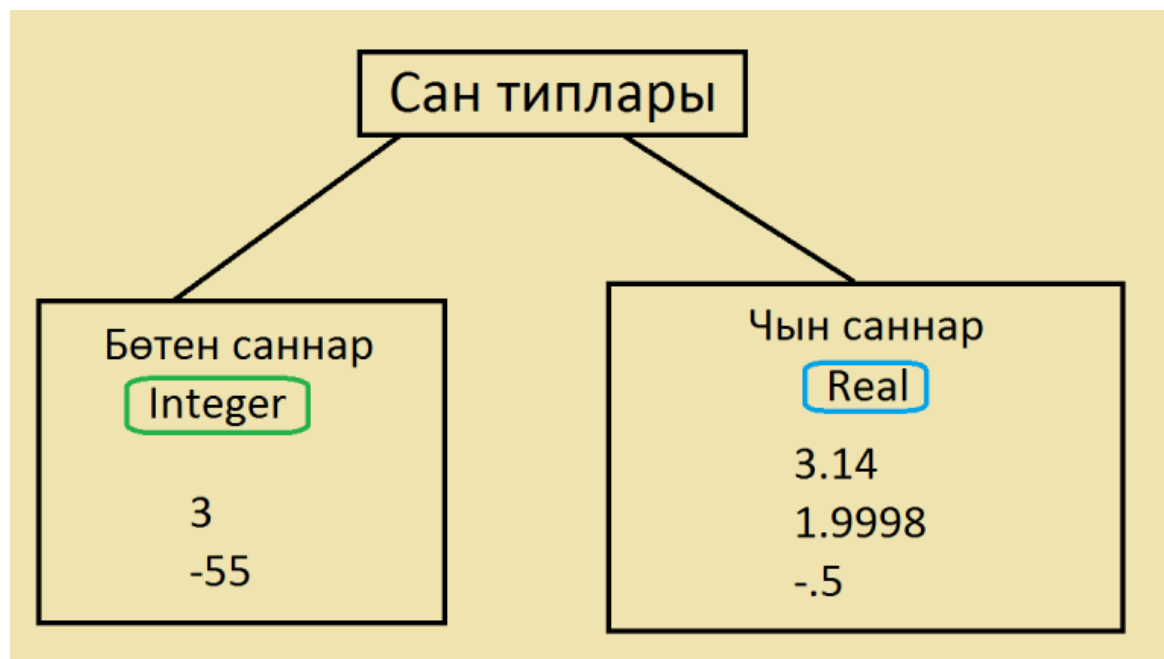 Сан типлары
Бөтен саннар
Integer
3
-55
Чын саннар
Real
3.14
1.9998
-.5